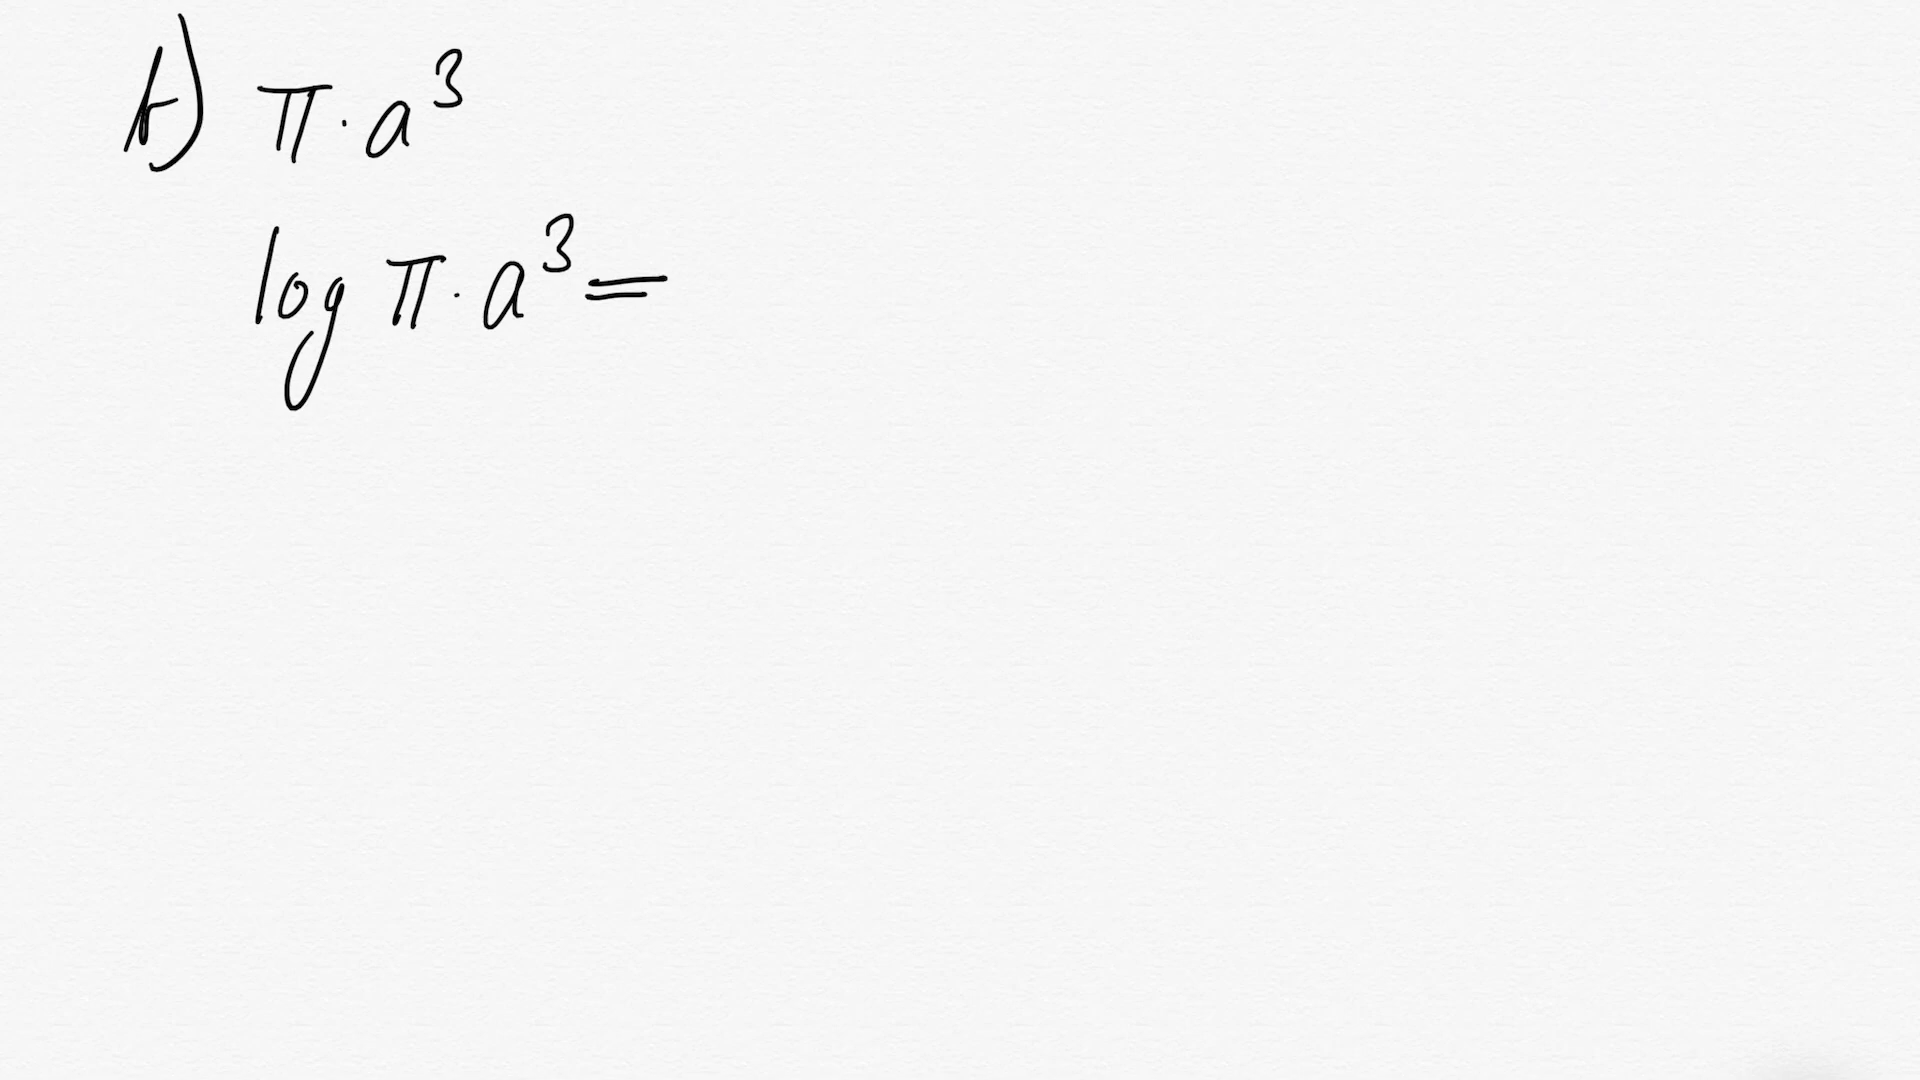 A) π · a³
log π · a³ =